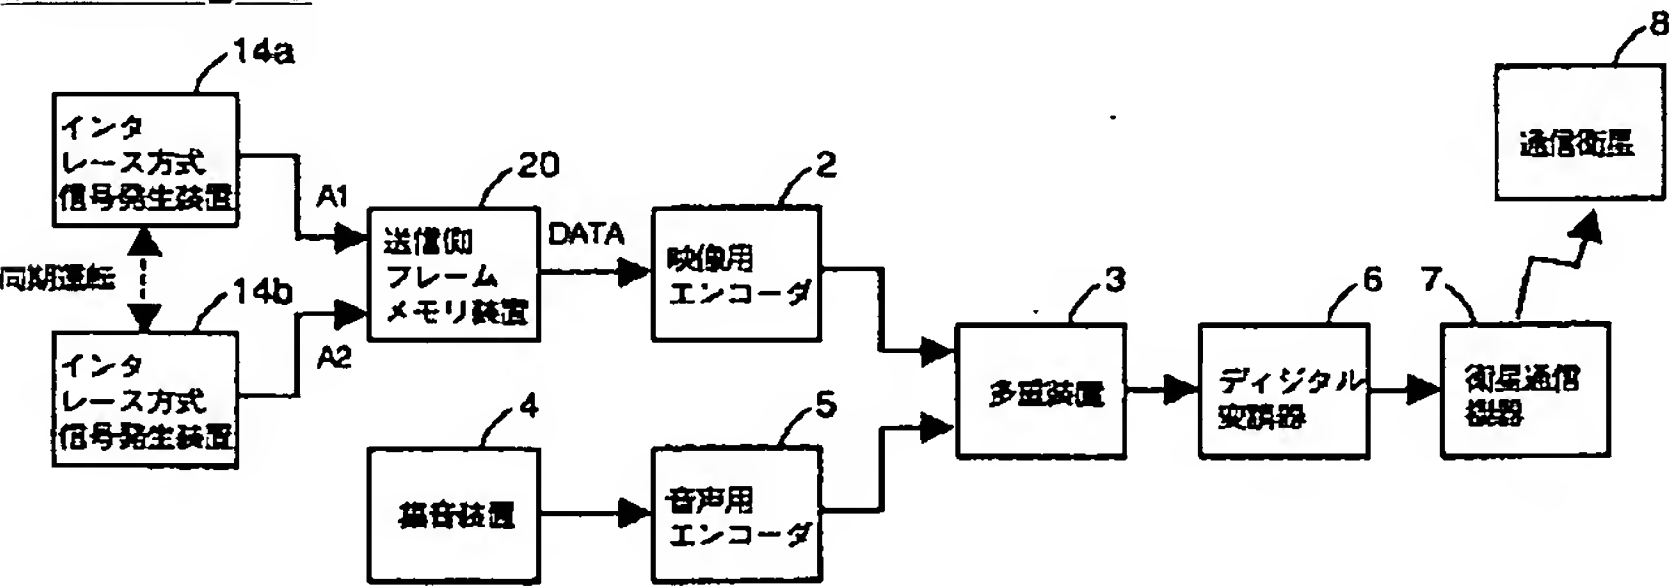 14a
インタ
レース方式
信号発生装置
A1
同期運転
14b
インタ
レース方式
信号発生装置
A2
20
送信側
フレーム
メモリ装置
DATA
2
映像用
エンコーダ
4
集音装置
5
音声用
エンコーダ
3
多重装置
6
ディジタル
変調器
7
衛星通信
機器
8
通信衛星